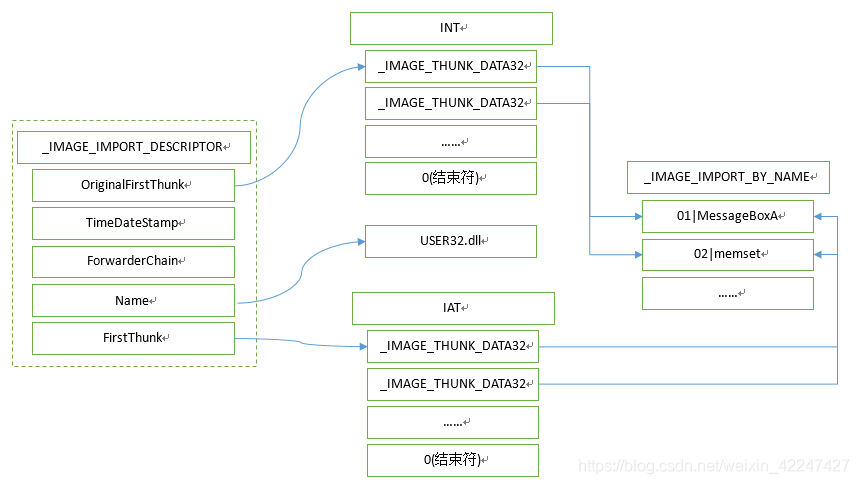 INT↵
_IMAGE_THUNK_DATA32↵
_IMAGE_THUNK_DATA32↵
……↵
0(结束符)↵
_IMAGE_IMPORT_DESCRIPTOR↵
OriginalFirstThunk↵
TimeDateStamp↵
ForwarderChain↵
Name↵
FirstThunk↵
USER32.dll↵
IAT↵
_IMAGE_THUNK_DATA32↵
_IMAGE_THUNK_DATA32↵
……↵
0(结束符)↵
_IMAGE_IMPORT_BY_NAME↵
01|MessageBoxA↵
02|memset↵
……↵
https://blog.csdn.net/weixin_42247427